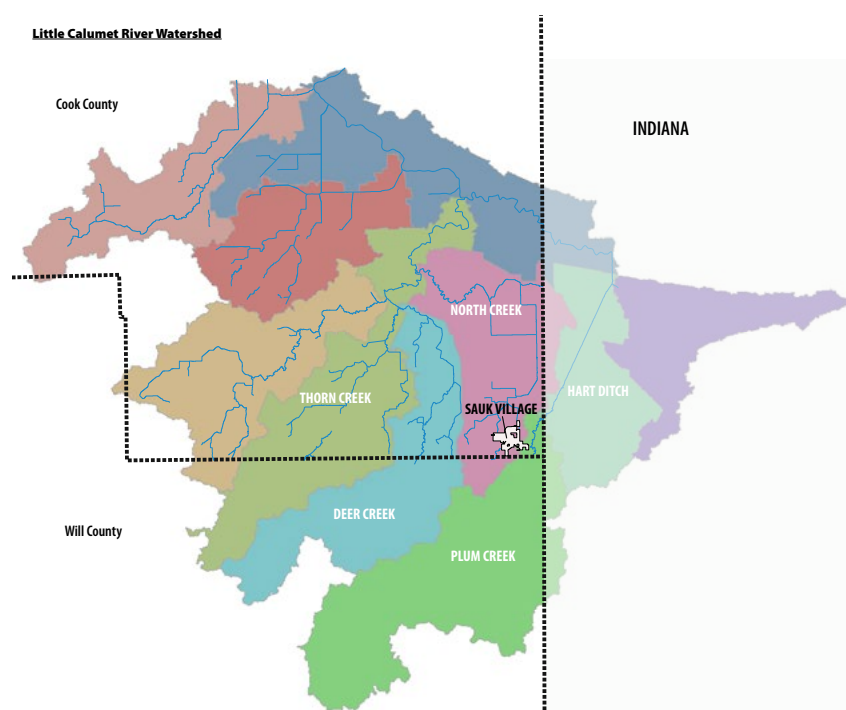 Little Calumet River Watershed
Cook County
INDIANA
NORTH CREEK
HART DITCH
THORN CREEK
SAUK VILLAGE
DEER CREEK
Will County
PLUM CREEK